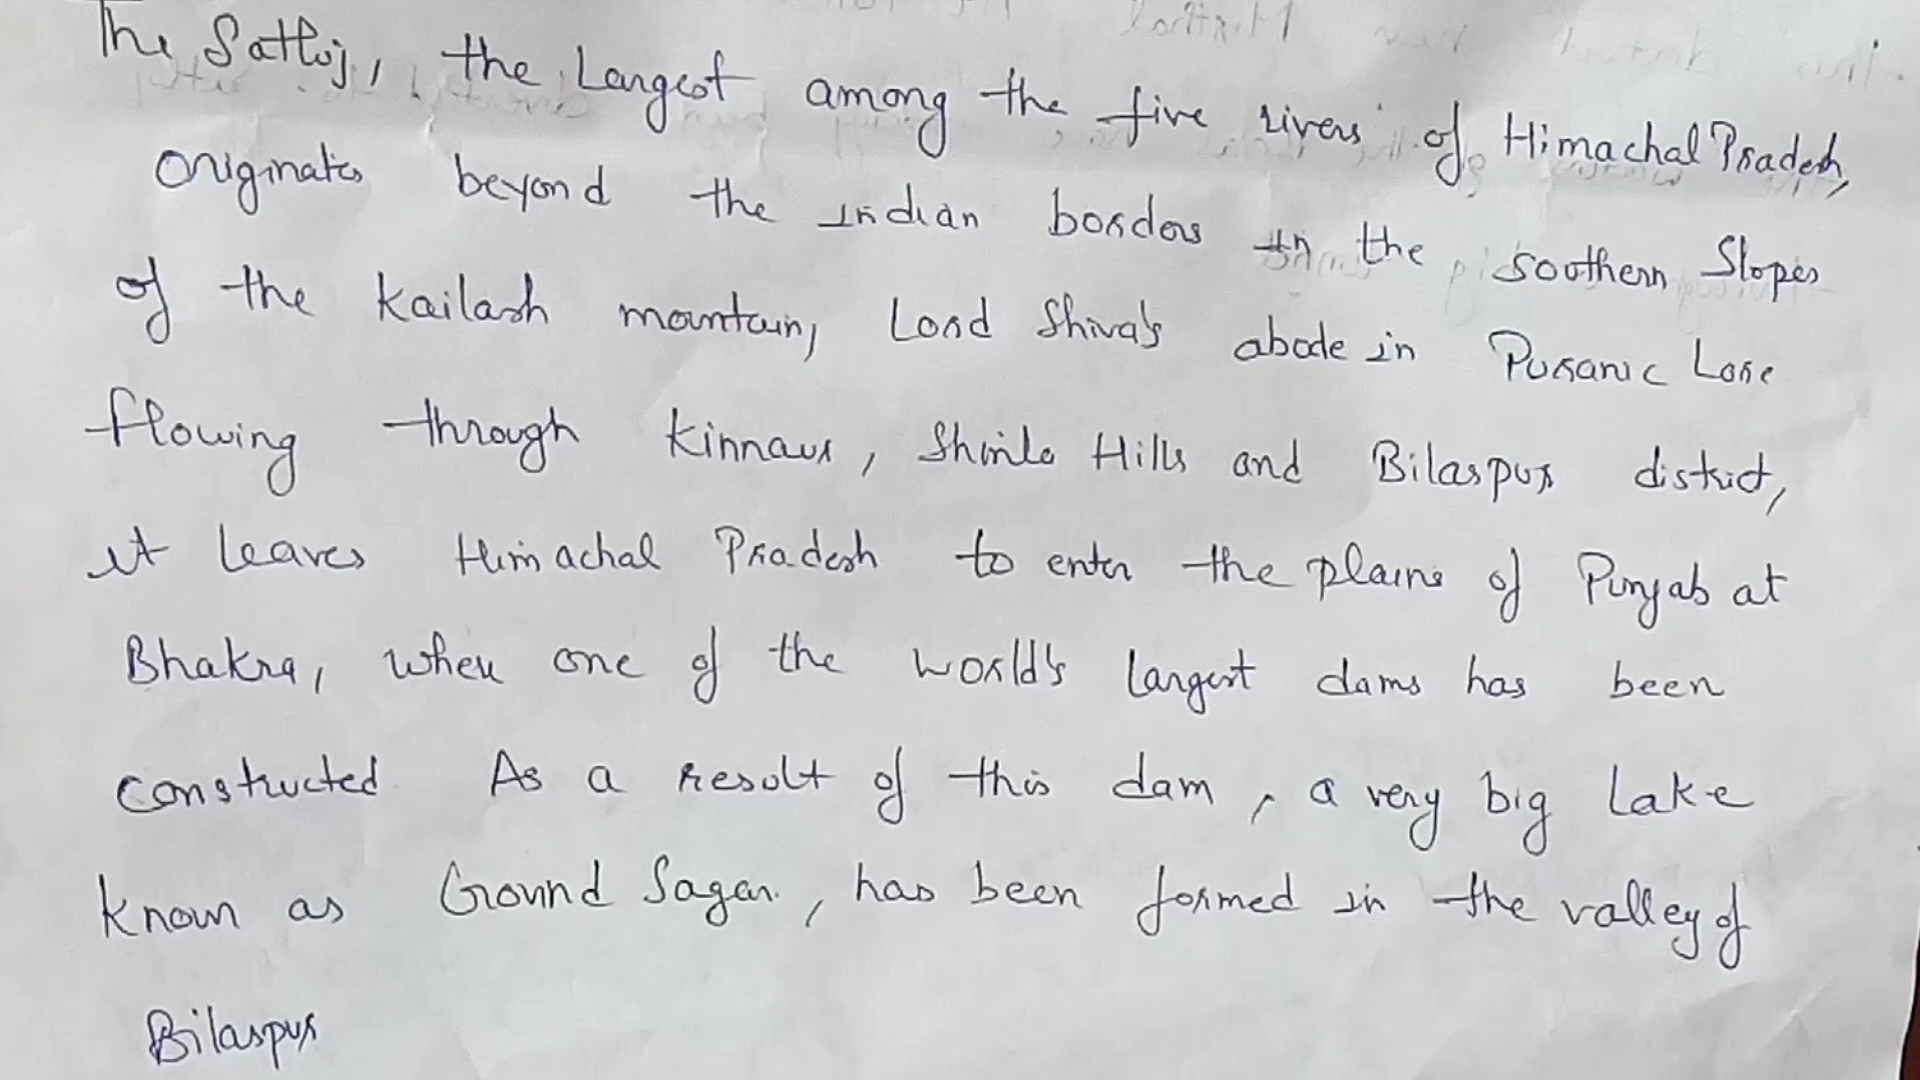 The Satluj, the Largest among the five rivers of Himachal Pradesh,
Originates beyond the Indian borders in the southern Slopes
of the Kailash mountain, Lord Shiva's abode in Puranic Lore
flowing through Kinnaur, Shimla Hills and Bilaspur district,
it leaves Himachal Pradesh to enter the plains of Punjab at
Bhakra, where one of the world's largest dams has been
constructed. As a result of this dam, a very big Lake
known as Govind Sagar, has been formed in the valley of
Bilaspur